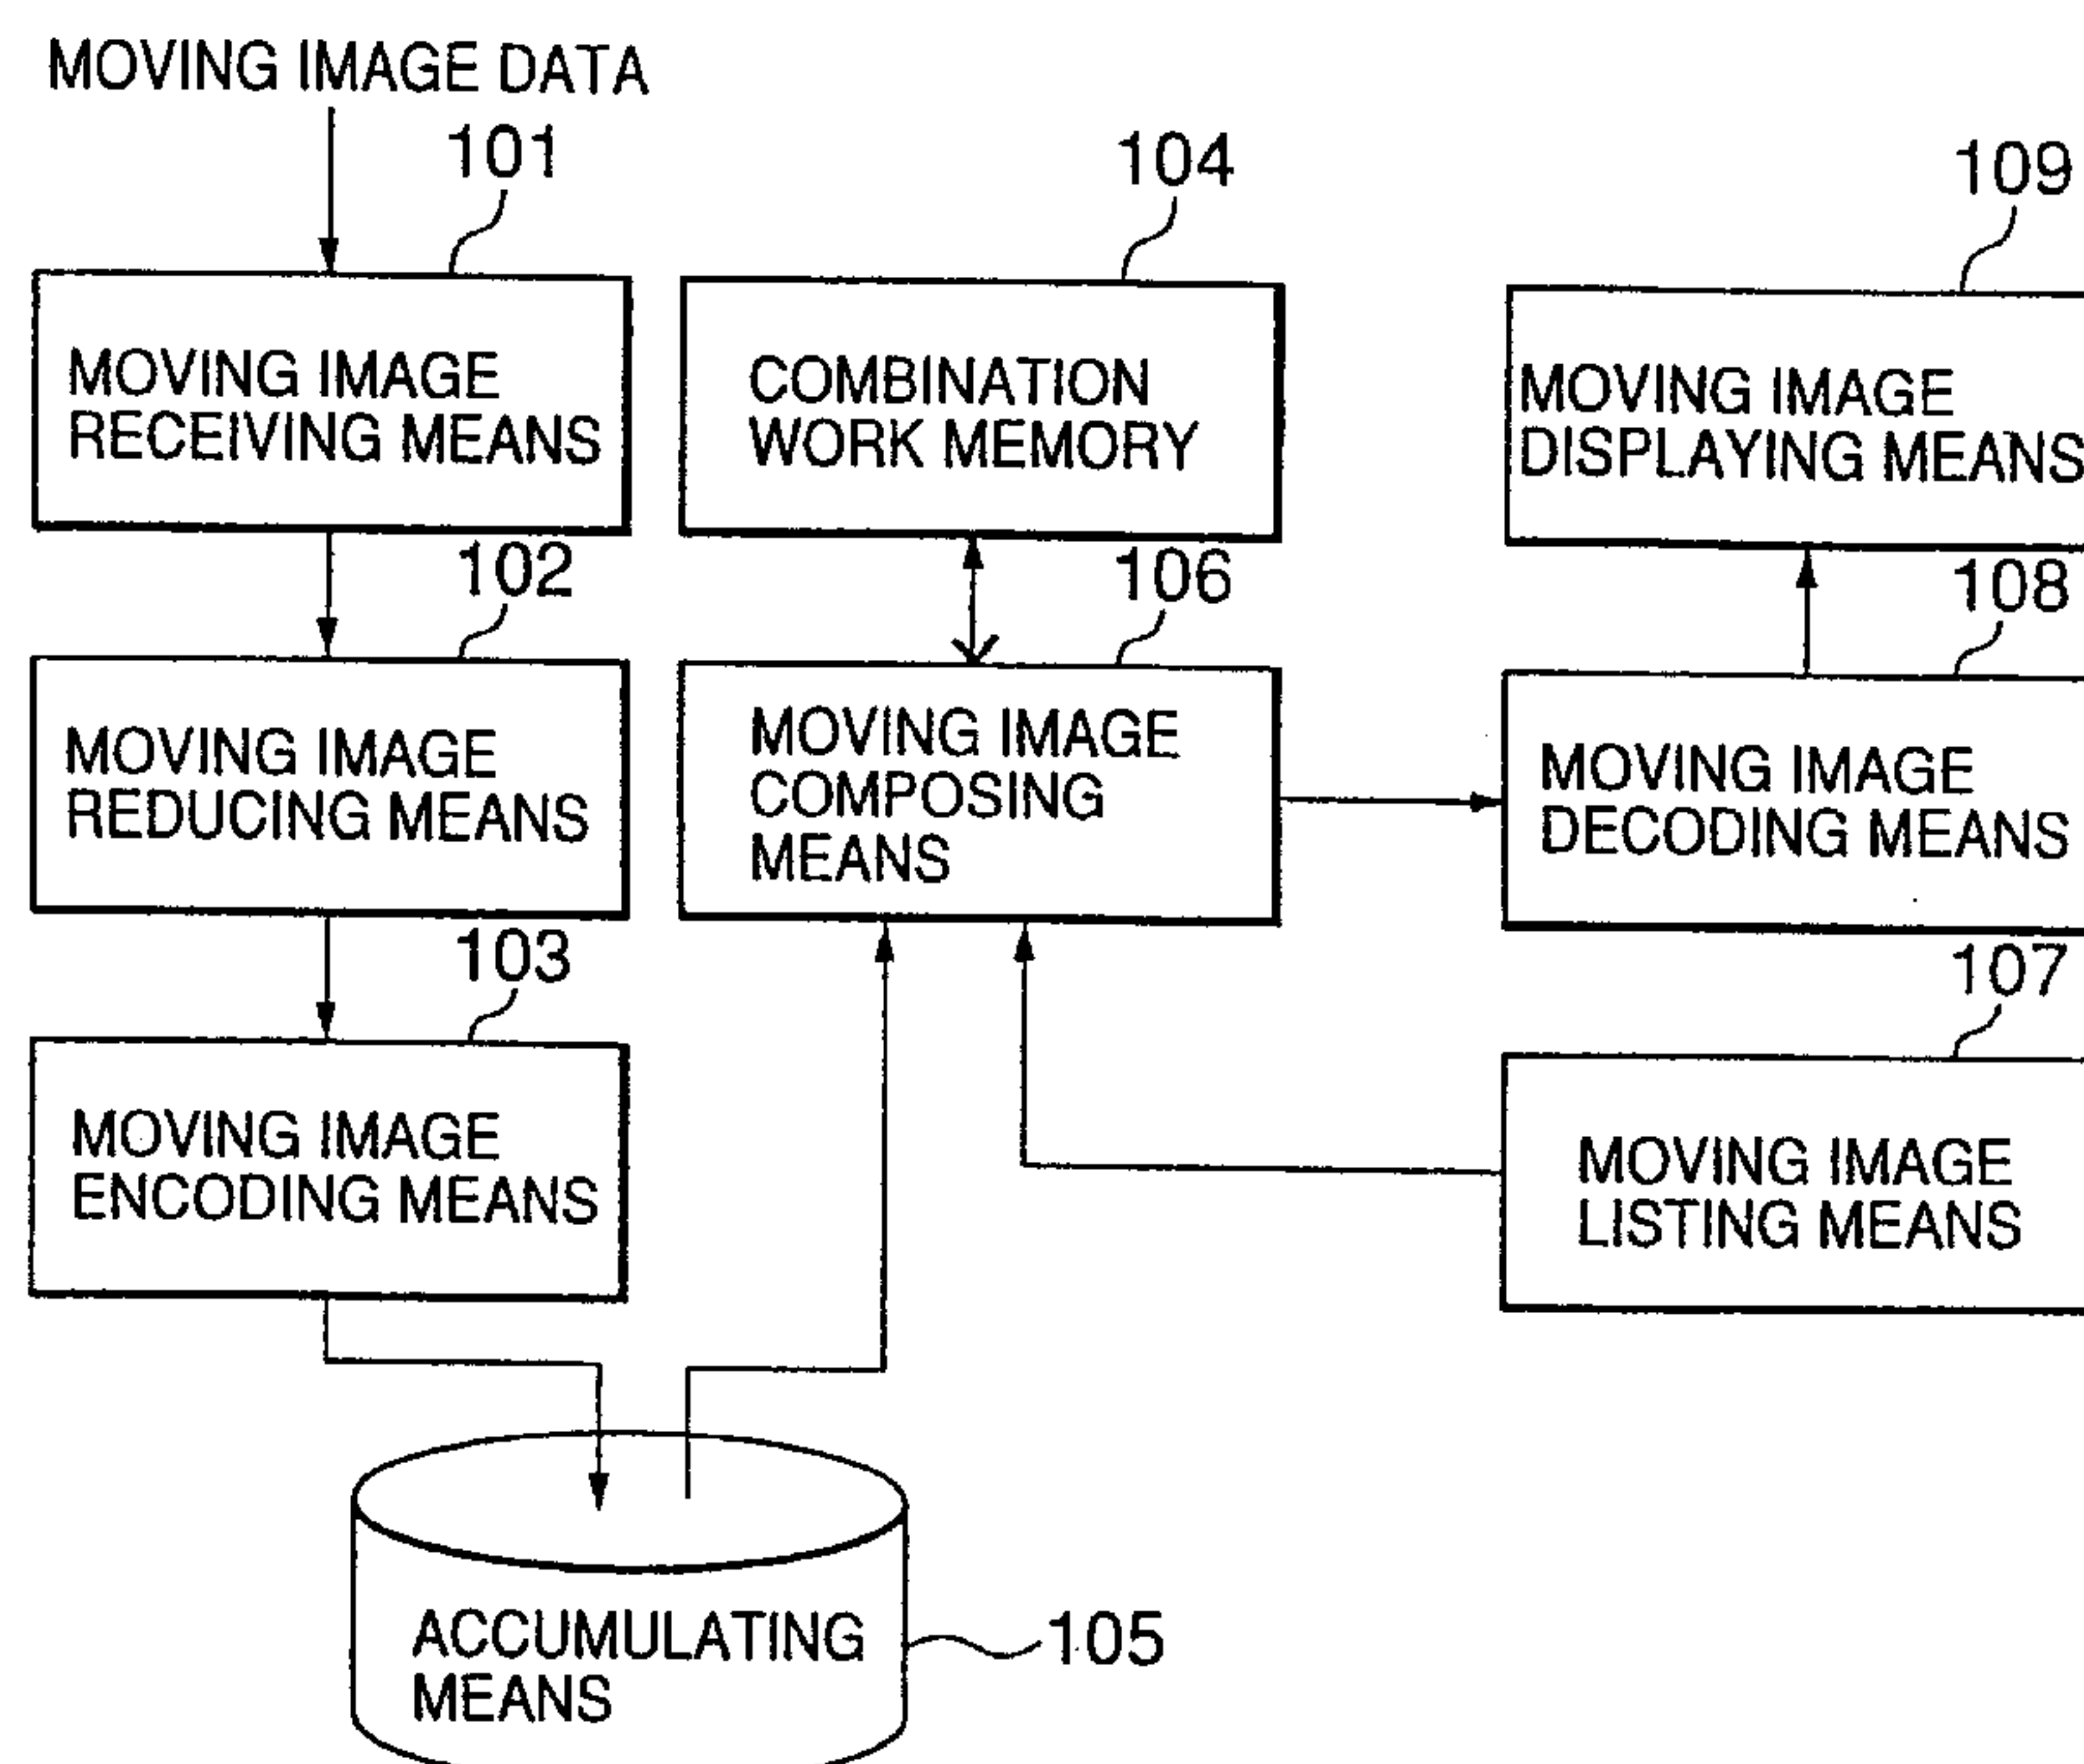 MOVING IMAGE DATA
101
MOVING IMAGE
RECEIVING MEANS
102
MOVING IMAGE
REDUCING MEANS
103
MOVING IMAGE
ENCODING MEANS
104
COMBINATION
WORK MEMORY
106
MOVING IMAGE
COMPOSING
MEANS
109
MOVING IMAGE
DISPLAYING MEANS
108
MOVING IMAGE
DECODING MEANS
107
MOVING IMAGE
LISTING MEANS
ACCUMULATING
MEANS
105